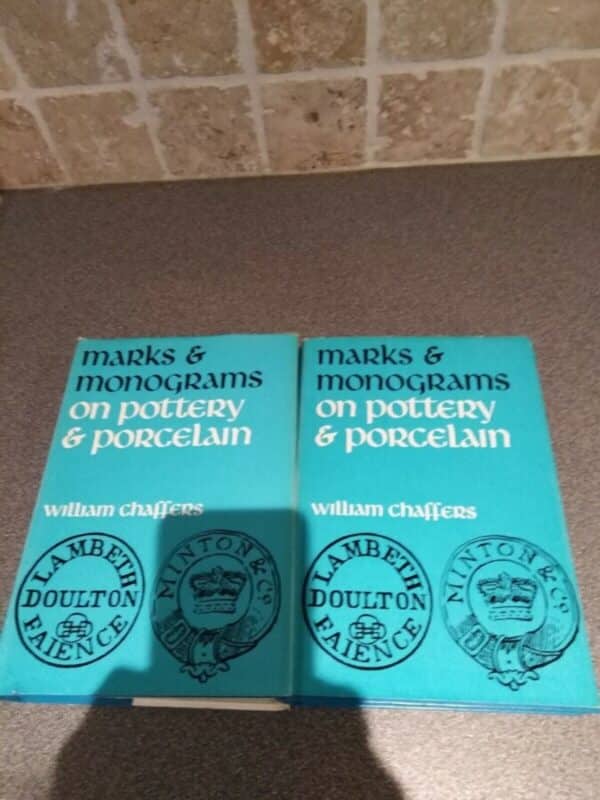 marks &
monograms
on pottery
& porcelain
william chaffers
LAMBETH
DOULTON
FAIENCE
MINTON & Co
marks &
monograms
on pottery
& porcelain
william chaffers
LAMBETH
DOULTON
FAIENCE
MINTON & Co